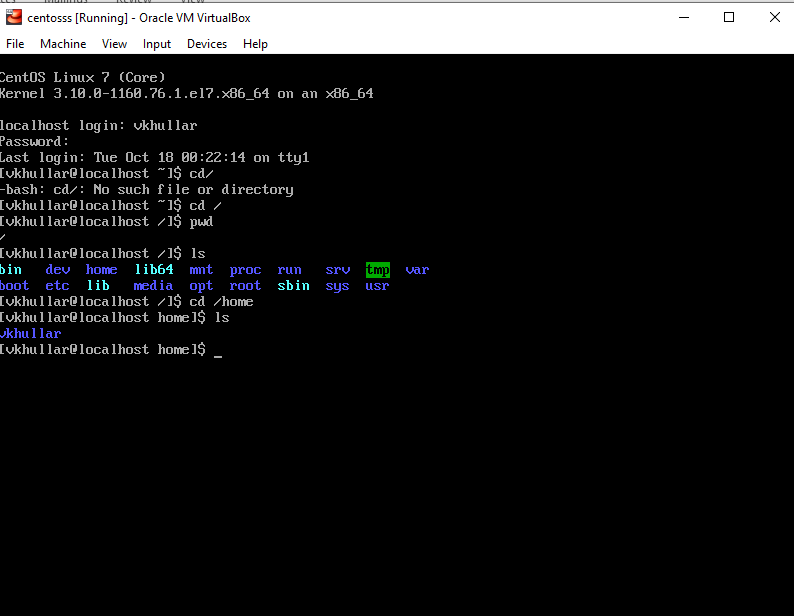 centosss [Running] - Oracle VM VirtualBox
File Machine View Input Devices Help
CentOS Linux 7 (Core)
Kernel 3.10.0-1160.76.1.el7.x86_64 on an x86_64
localhost login: vkhullar
Password:
Last login: Tue Oct 18 00:22:14 on tty1
[vkhullar@localhost ~]$ cd/
-bash: cd/: No such file or directory
[vkhullar@localhost ~]$ cd /
[vkhullar@localhost /]$ pwd
/
[vkhullar@localhost /]$ ls
bin dev home lib64 mnt proc run srv tmp var
boot etc lib media opt root sbin sys usr
[vkhullar@localhost /]$ cd /home
[vkhullar@localhost home]$ ls
vkhullar
[vkhullar@localhost home]$ _